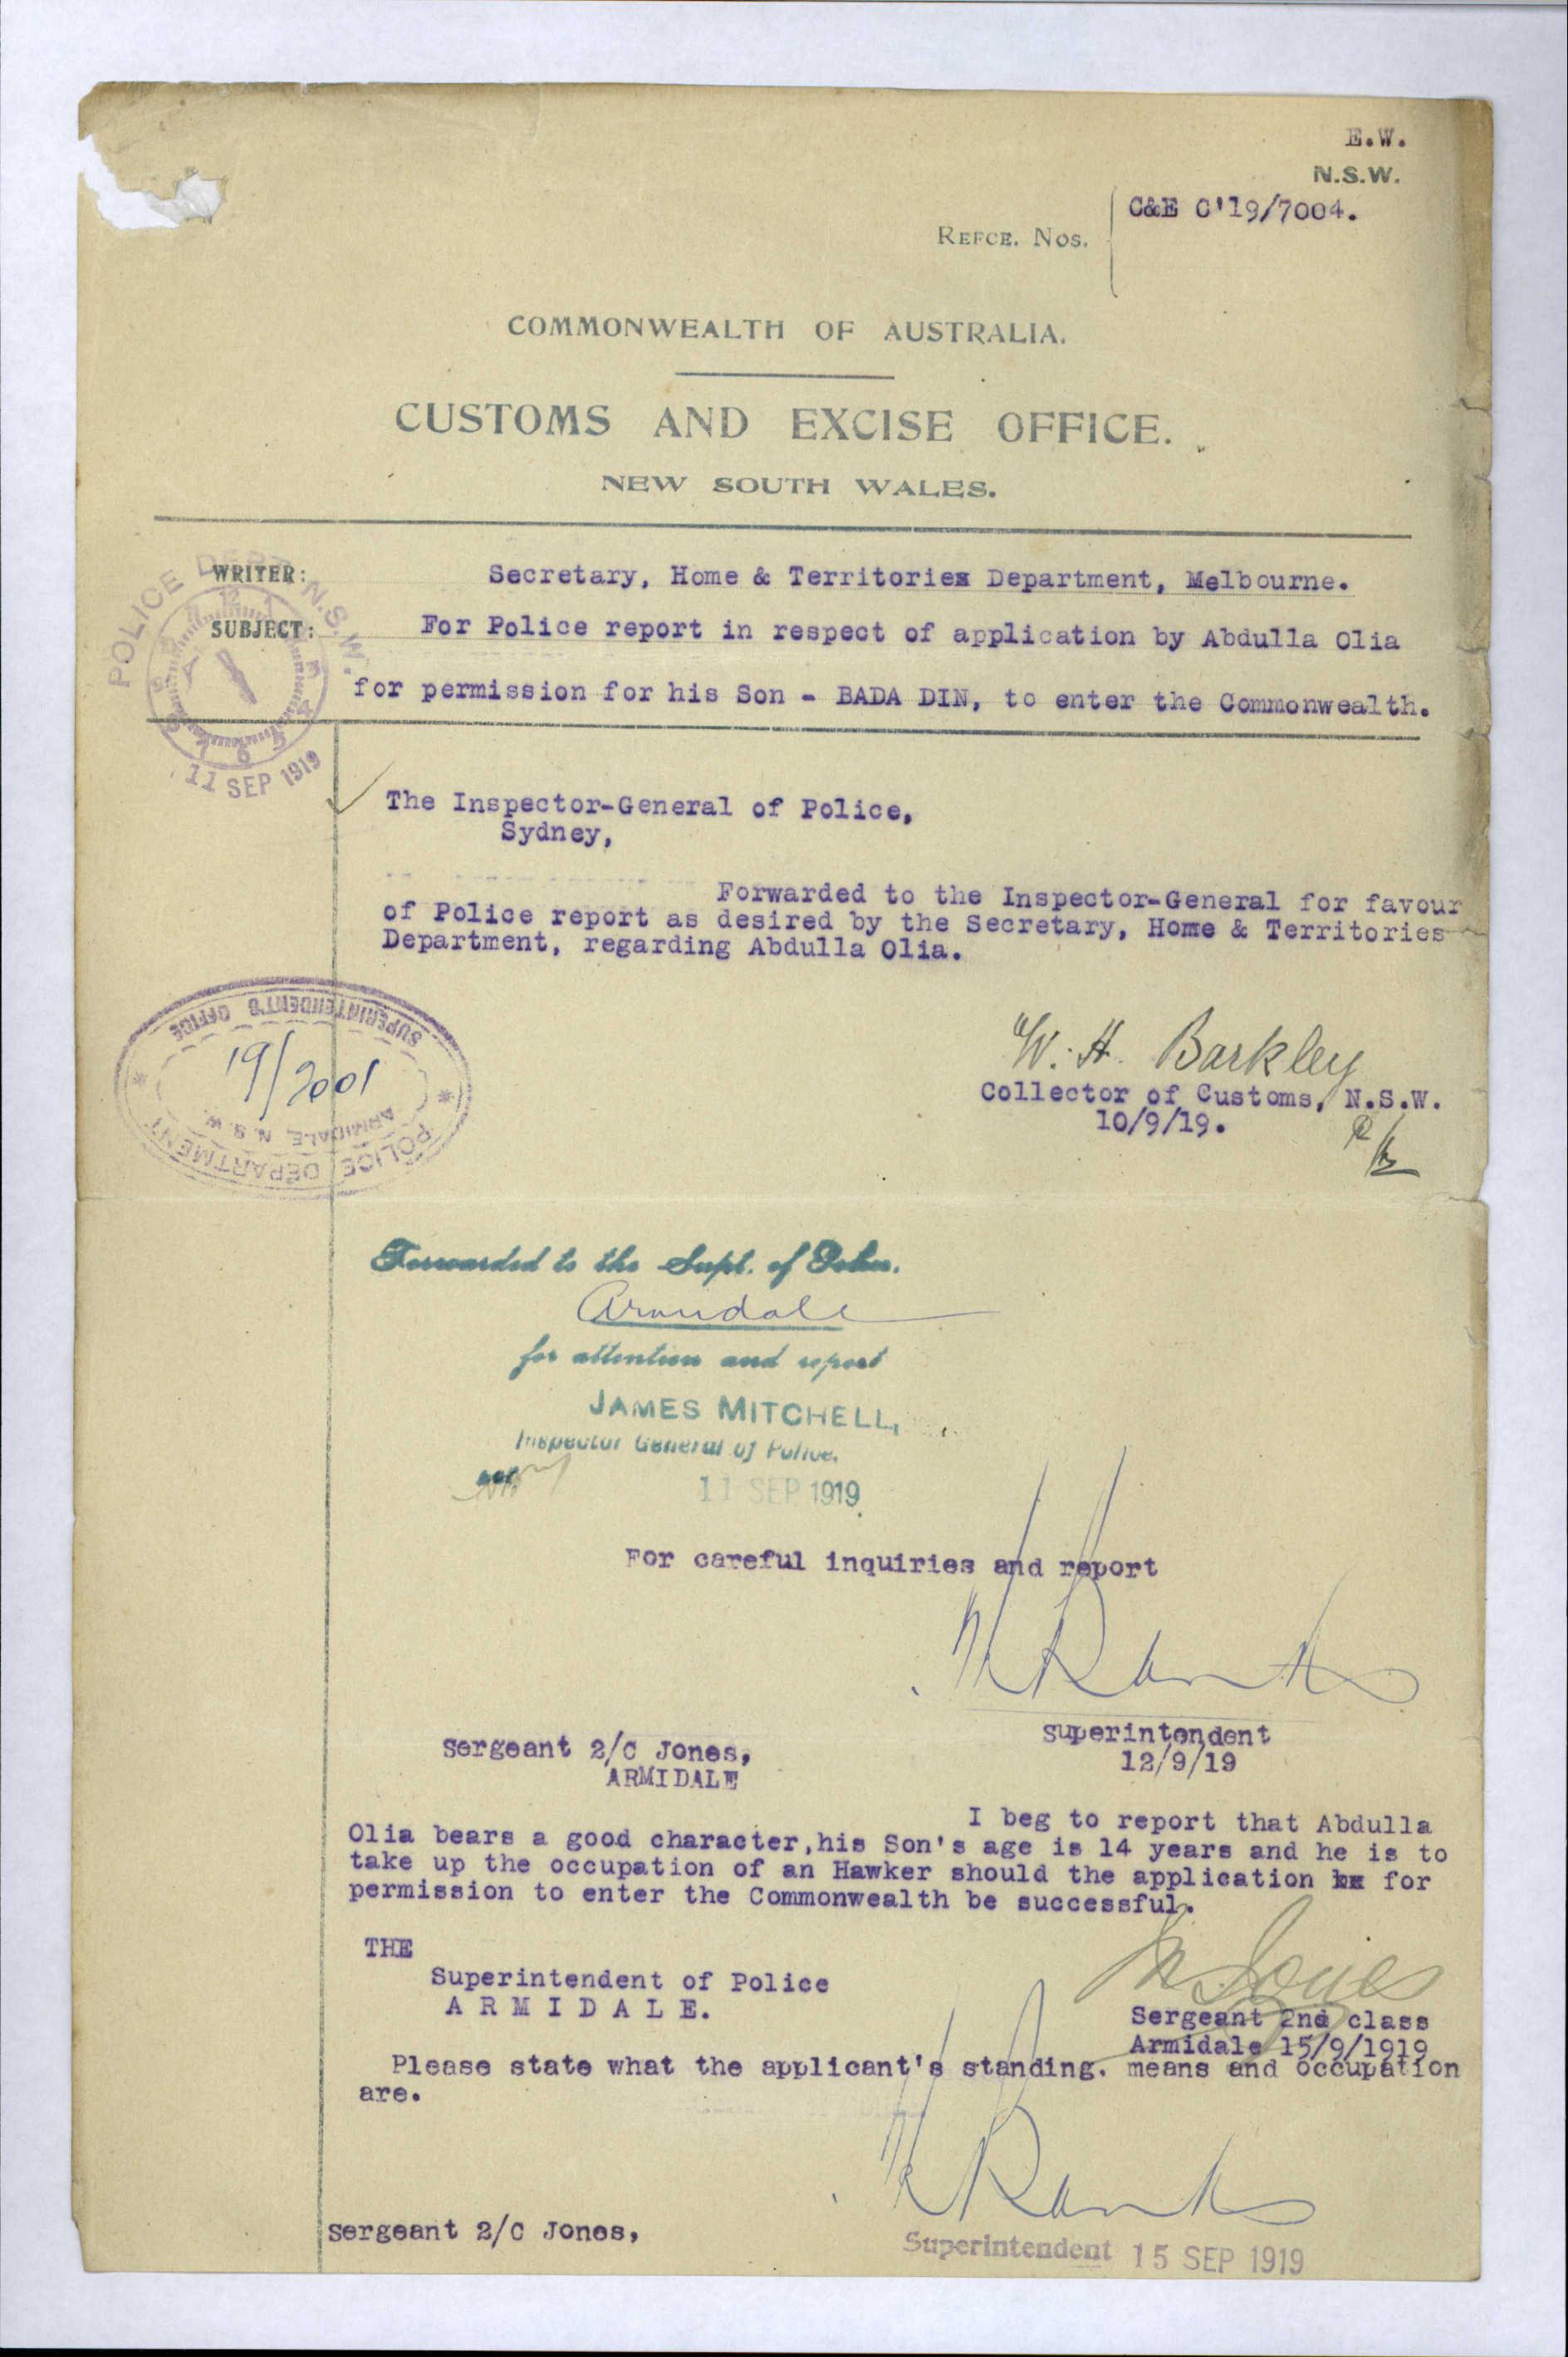 E.W.
N.S.W.
C&E C'19/7004.
REFCE. NOS.
COMMONWEALTH OF AUSTRALIA.
CUSTOMS AND EXCISE OFFICE.
NEW SOUTH WALES.
POLICE DEPT. N.S.W.
11 SEP 1919
WRITER: Secretary, Home & Territories Department, Melbourne.
SUBJECT: For Police report in respect of application by Abdulla Olia
for permission for his Son - BADA DIN, to enter the Commonwealth.
The Inspector-General of Police,
Sydney,
Forwarded to the Inspector-General for favour
of Police report as desired by the Secretary, Home & Territories
Department, regarding Abdulla Olia.
SUPERINTENDENT'S OFFICE
19/2001
ARMIDALE, N.S.W.
POLICE DEPARTMENT
W. H. Barkley
Collector of Customs, N.S.W.
10/9/19.
Forwarded to the Supt. of Police.
Armidale
for attention and report
JAMES MITCHELL,
Inspector General of Police.
11 SEP 1919
For careful inquiries and report
Superintendent
12/9/19
Sergeant 2/C Jones,
ARMIDALE
I beg to report that Abdulla
Olia bears a good character,his Son's age is 14 years and he is to
take up the occupation of an Hawker should the application for
permission to enter the Commonwealth be successful.
THE
Superintendent of Police
A R M I D A L E.
Jones
Sergeant 2nd class
Armidale 15/9/1919
Please state what the applicant's standing. means and occupation
are.
Sergeant 2/C Jones,
Superintendent 15 SEP 1919